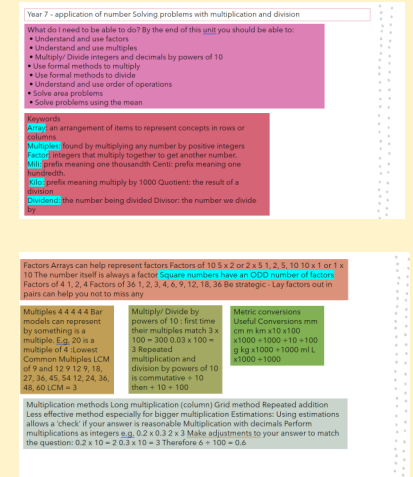 Year 7 - application of number Solving problems with multiplication and division
What do I need to be able to do? By the end of this unit you should be able to:
• Understand and use factors
• Understand and use multiples
• Multiply/ Divide integers and decimals by powers of 10
• Use formal methods to multiply
• Use formal methods to divide
• Understand and use order of operations
• Solve area problems
• Solve problems using the mean
Keywords
Array: an arrangement of items to represent concepts in rows or
columns
Multiples: found by multiplying any number by positive integers
Factor: integers that multiply together to get another number.
Mili: prefix meaning one thousandth Centi: prefix meaning one
hundredth.
Kilo: prefix meaning multiply by 1000 Quotient: the result of a
division
Dividend: the number being divided Divisor: the number we divide
by
Factors Arrays can help represent factors Factors of 10 5 x 2 or 2 x 5 1, 2, 5, 10 10 x 1 or 1 x
10 The number itself is always a factor Square numbers have an ODD number of factors
Factors of 4 1, 2, 4 Factors of 36 1, 2, 3, 4, 6, 9, 12, 18, 36 Be strategic - Lay factors out in
pairs can help you not to miss any
Multiples 4 4 4 4 4 Bar
models can represent
by something is a
multiple. E.g. 20 is a
multiple of 4 :Lowest
Common Multiples LCM
of 9 and 12 9 12 9, 18,
27, 36, 45, 54 12, 24, 36,
48, 60 LCM = 3
Multiply/ Divide by
powers of 10 : first time
their multiples match 3 x
100 = 300 0.03 x 100 =
3 Repeated
multiplication and
division by powers of 10
is commutative ÷ 10
then ÷ 10 ÷ 100
Metric conversions
Useful Conversions mm
cm m km x10 x100
x1000 ÷1000 ÷10 ÷100
g kg x1000 ÷1000 ml L
x1000 ÷1000
Multiplication methods Long multiplication (column) Grid method Repeated addition
Less effective method especially for bigger multiplication Estimations: Using estimations
allows a 'check' if your answer is reasonable Multiplication with decimals Perform
multiplications as integers e.g. 0.2 x 0.3 2 x 3 Make adjustments to your answer to match
the question: 0.2 x 10 = 2 0.3 x 10 = 3 Therefore 6 ÷ 100 = 0.6